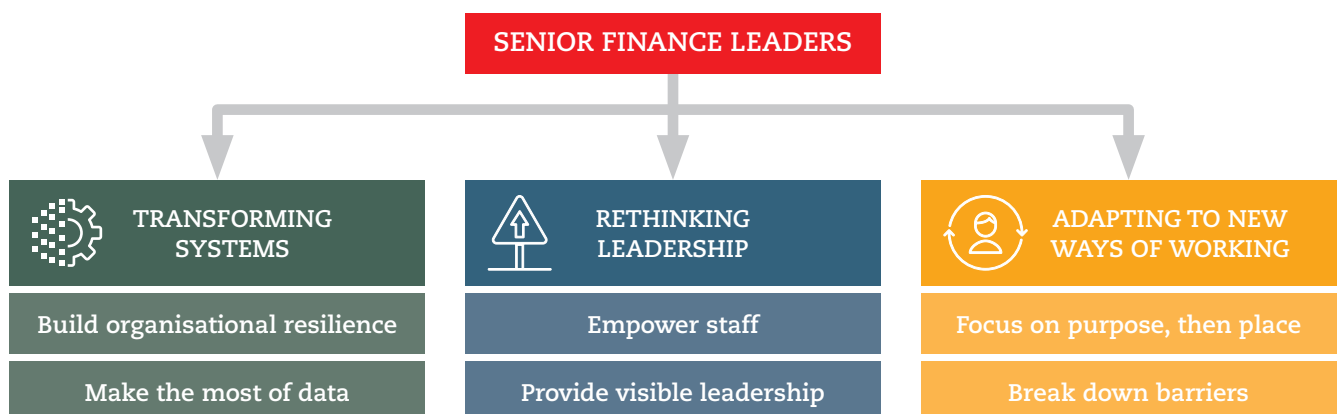 SENIOR FINANCE LEADERS
TRANSFORMING
SYSTEMS
Build organisational resilience
Make the most of data
RETHINKING
LEADERSHIP
Empower staff
Provide visible leadership
ADAPTING TO NEW
WAYS OF WORKING
Focus on purpose, then place
Break down barriers